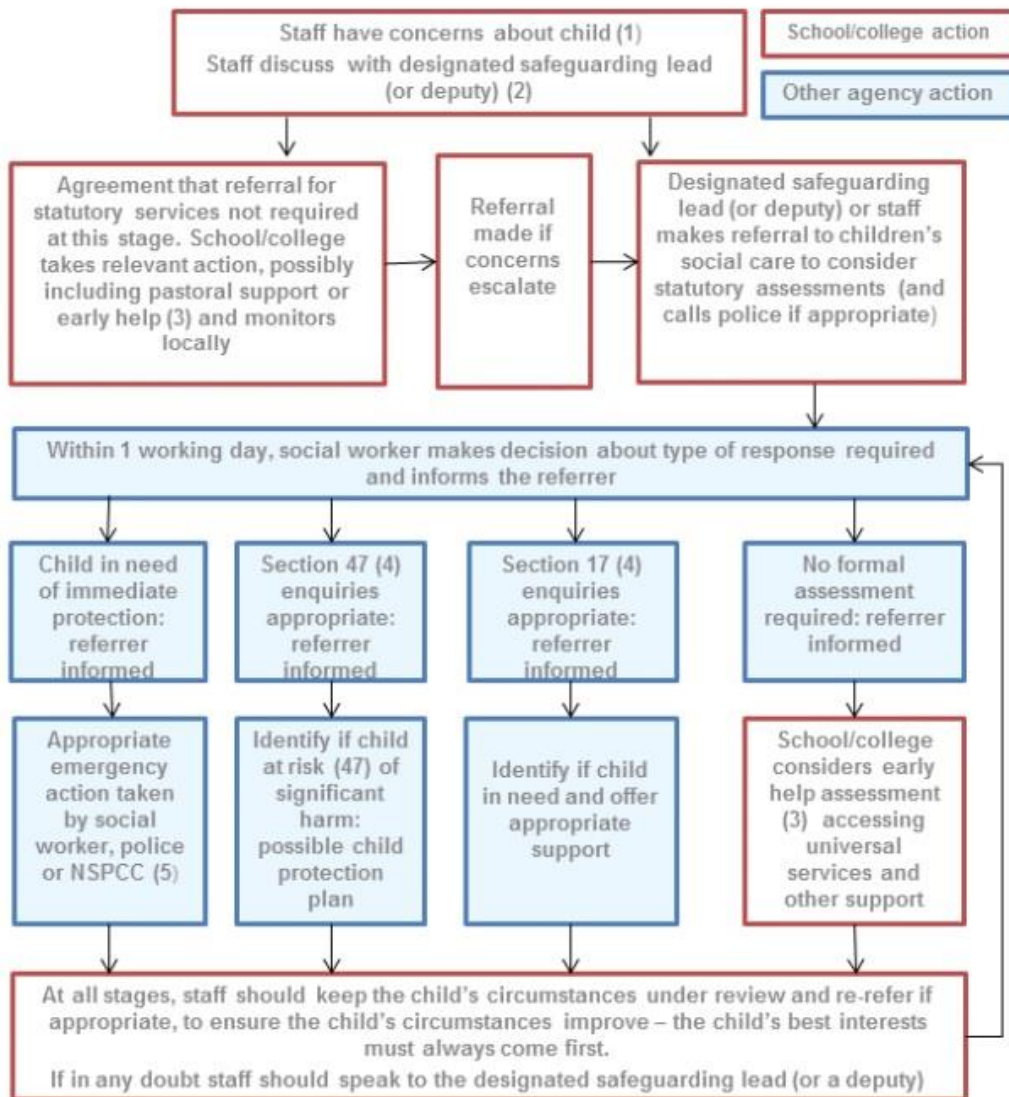 Staff have concerns about child (1)
Staff discuss with designated safeguarding lead
(or deputy) (2)
School/college action
Other agency action
Agreement that referral for
statutory services not required
at this stage. School/college
takes relevant action, possibly
including pastoral support or
early help (3) and monitors
locally
Referral
made if
concerns
escalate
Designated safeguarding
lead (or deputy) or staff
makes referral to children's
social care to consider
statutory assessments (and
calls police if appropriate)
Within 1 working day, social worker makes decision about type of response required
and informs the referrer
Child in need
of immediate
protection:
referrer
informed
Section 47 (4)
enquiries
appropriate:
referrer
informed
Section 17 (4)
enquiries
appropriate:
referrer
informed
No formal
assessment
required: referrer
informed
Appropriate
emergency
action taken
by social
worker, police
or NSPCC (5)
Identify if child
at risk (47) of
significant
harm:
possible child
protection
plan
Identify if child
in need and offer
appropriate
support
School/college
considers early
help assessment
(3) accessing
universal
services and
other support
At all stages, staff should keep the child's circumstances under review and re-refer if
appropriate, to ensure the child's circumstances improve – the child's best interests
must always come first.
If in any doubt staff should speak to the designated safeguarding lead (or a deputy)